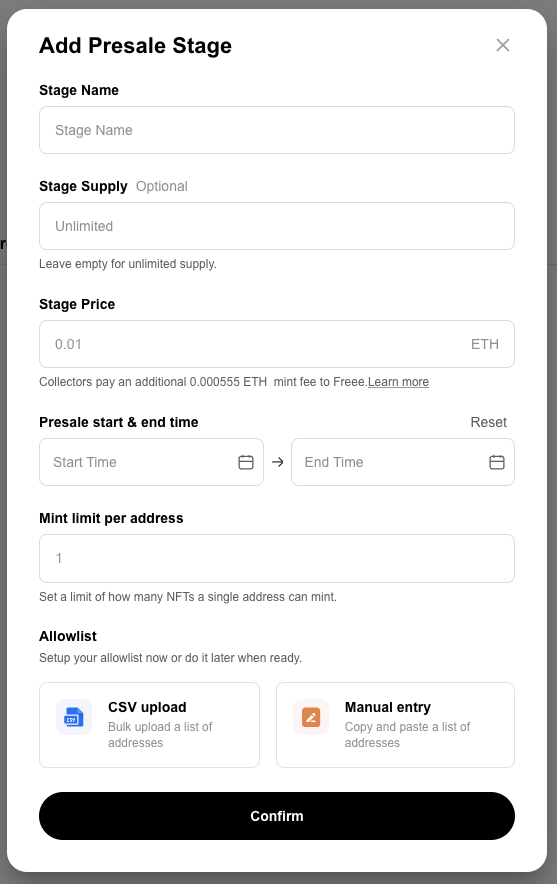 Add Presale Stage
Stage Name
Stage Name
Stage Supply Optional
Unlimited
Leave empty for unlimited supply.
Stage Price
0.01 ETH
Collectors pay an additional 0.000555 ETH  mint fee to Freee.Learn more
Presale start & end time Reset
Start Time → End Time
Mint limit per address
1
Set a limit of how many NFTs a single address can mint.
Allowlist
Setup your allowlist now or do it later when ready.
CSV
CSV upload
Bulk upload a list of
addresses
Manual entry
Copy and paste a list of
addresses
Confirm